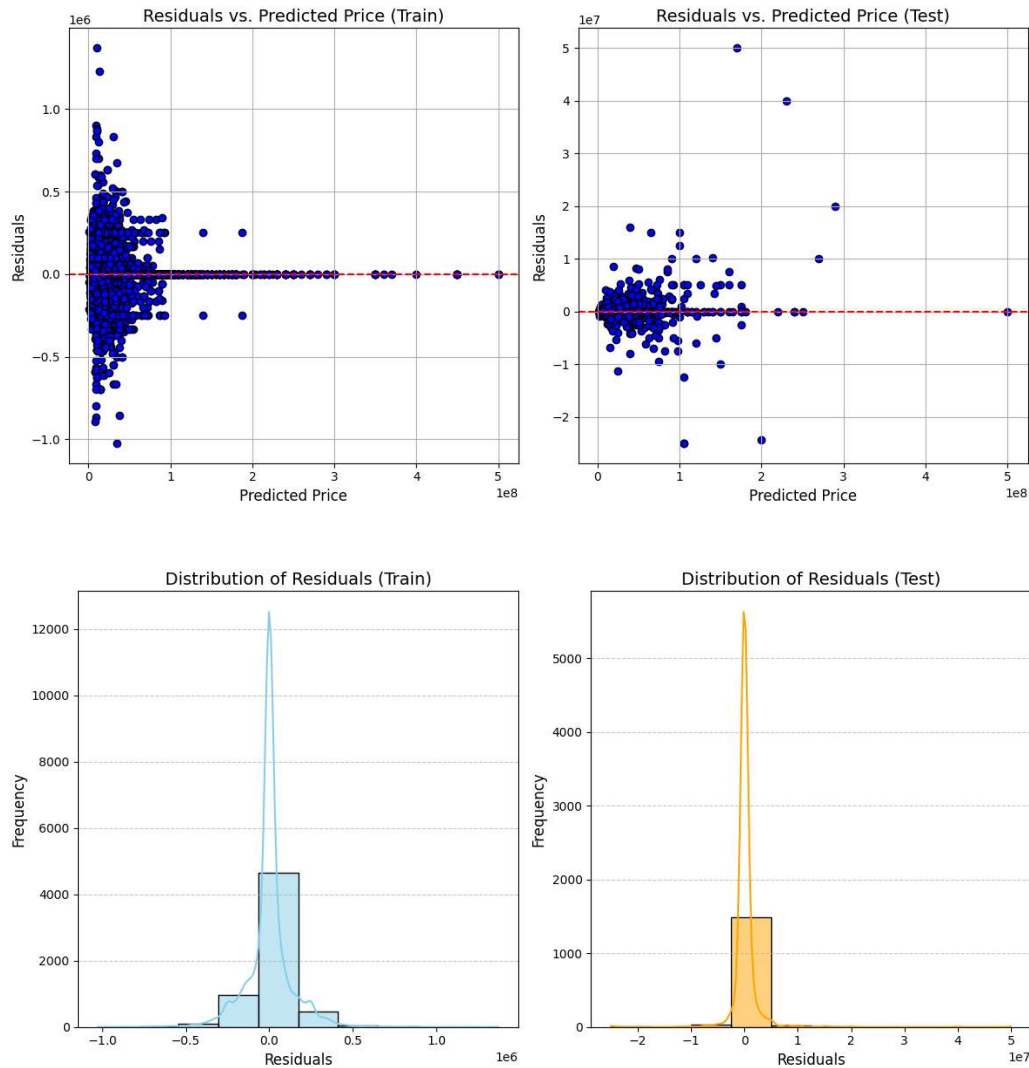 Residuals vs. Predicted Price (Train)
1e6
1.0
0.5
0.0
−0.5
−1.0
Residuals
0 1 2 3 4 5
1e8
Predicted Price
Residuals vs. Predicted Price (Test)
1e7
5
4
3
2
1
0
−1
−2
Residuals
0 1 2 3 4 5
1e8
Predicted Price
Distribution of Residuals (Train)
12000
10000
8000
6000
4000
2000
0
Frequency
−1.0 −0.5 0.0 0.5 1.0
1e6
Residuals
Distribution of Residuals (Test)
5000
4000
3000
2000
1000
0
Frequency
−2 −1 0 1 2 3 4 5
1e7
Residuals